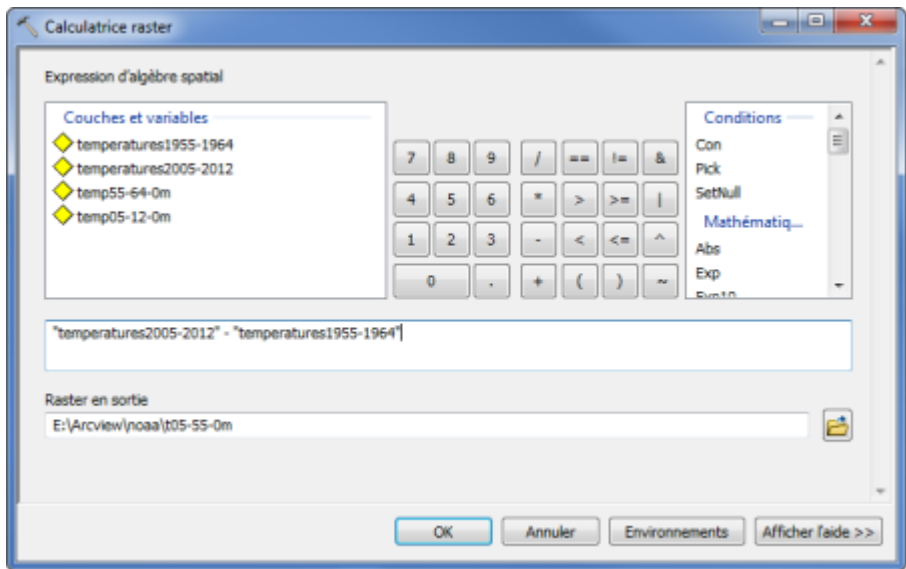 Calculatrice raster
Expression d'algèbre spatial
Couches et variables
temperatures1955-1964
temperatures2005-2012
temp55-64-0m
temp05-12-0m
7 8 9 / == != &
4 5 6 * > >= |
1 2 3 - < <= ^
0 . + ( ) ~
Conditions
Con
Pick
SetNull
Mathématiq...
Abs
Exp
Exp10
"temperatures2005-2012" - "temperatures1955-1964"
Raster en sortie
E:\Arcview\noaa\t05-55-0m
OK Annuler Environnements Afficher l'aide >>